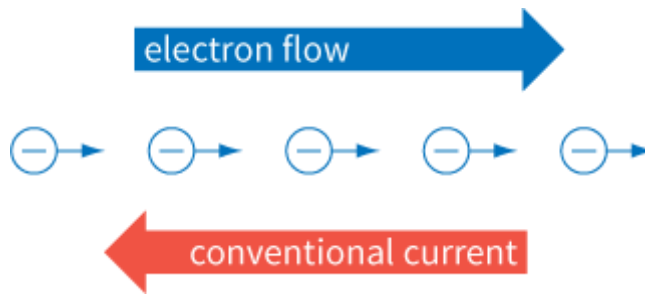 electron flow
− − − − −
conventional current